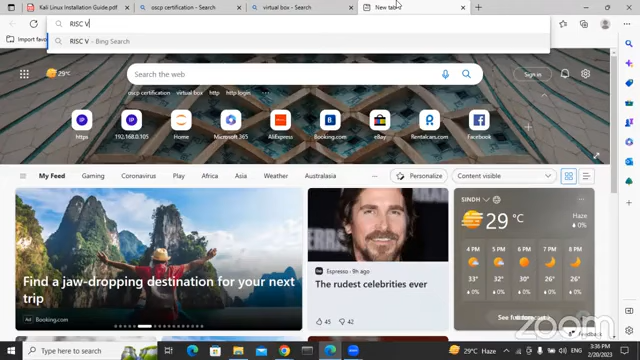 Kali Linux Installation Guide.pdf
oscp certification - Search
virtual box - Search
New tab
RISC V
RISC V - Bing Search
Import favo
29°C
Search the web
Sign in
oscp certification virtual box http http login ...
https 192.168.0.105 Home Microsoft 365 AliExpress Booking.com eBay Rentalcars.com Facebook
My Feed Gaming Coronavirus Play Africa Asia Middle East Australasia ... Personalize Content visible
Find a jaw-dropping destination for your next
trip
Ad Booking.com
Espresso · 9h ago
The rudest celebrities ever
45 42
SINDH
29 °C
Haze
0%
4 PM 5 PM 6 PM 7 PM 8 PM
33° 32° 30° 26° 24°
0% 0% 0% 0% 0%
See full
Feedback
zoom
Type here to search
29°C Haze
3:36 PM
2/20/2023